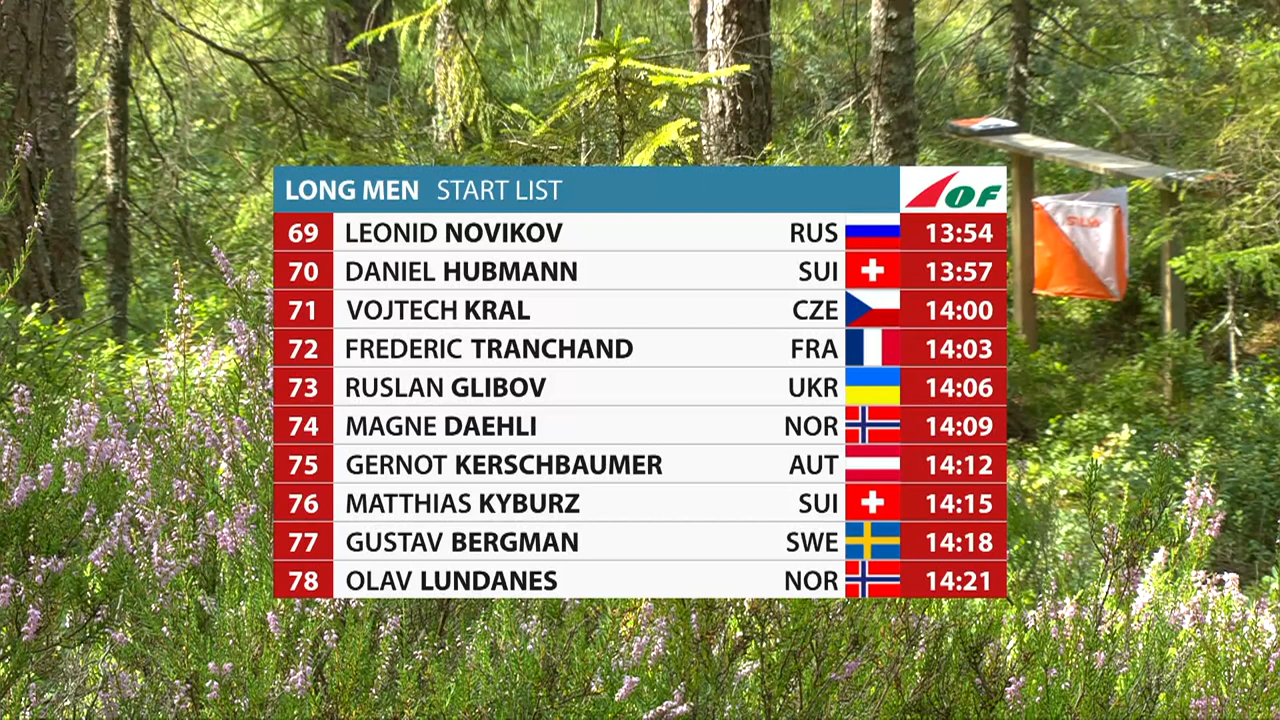 LONG MEN START LIST IOF
69 LEONID NOVIKOV RUS 13:54
70 DANIEL HUBMANN SUI 13:57
71 VOJTECH KRAL CZE 14:00
72 FREDERIC TRANCHAND FRA 14:03
73 RUSLAN GLIBOV UKR 14:06
74 MAGNE DAEHLI NOR 14:09
75 GERNOT KERSCHBAUMER AUT 14:12
76 MATTHIAS KYBURZ SUI 14:15
77 GUSTAV BERGMAN SWE 14:18
78 OLAV LUNDANES NOR 14:21